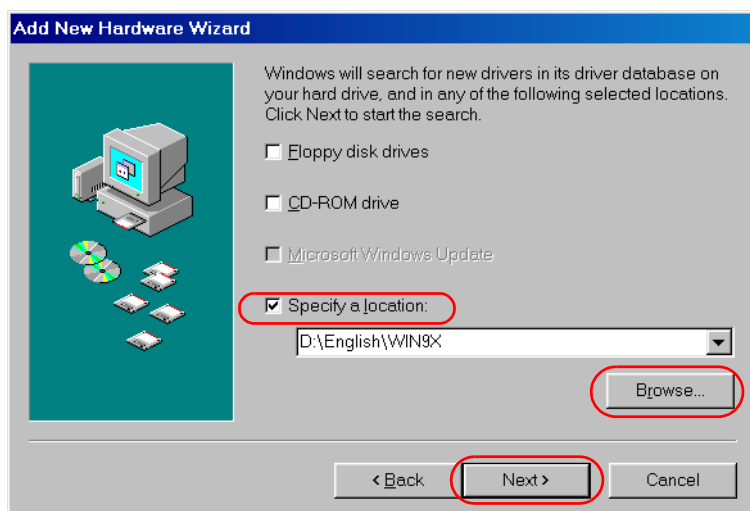 Add New Hardware Wizard
Windows will search for new drivers in its driver database on
your hard drive, and in any of the following selected locations.
Click Next to start the search.
Floppy disk drives
CD-ROM drive
Microsoft Windows Update
Specify a location:
D:\English\WIN9X
Browse...
< Back
Next >
Cancel